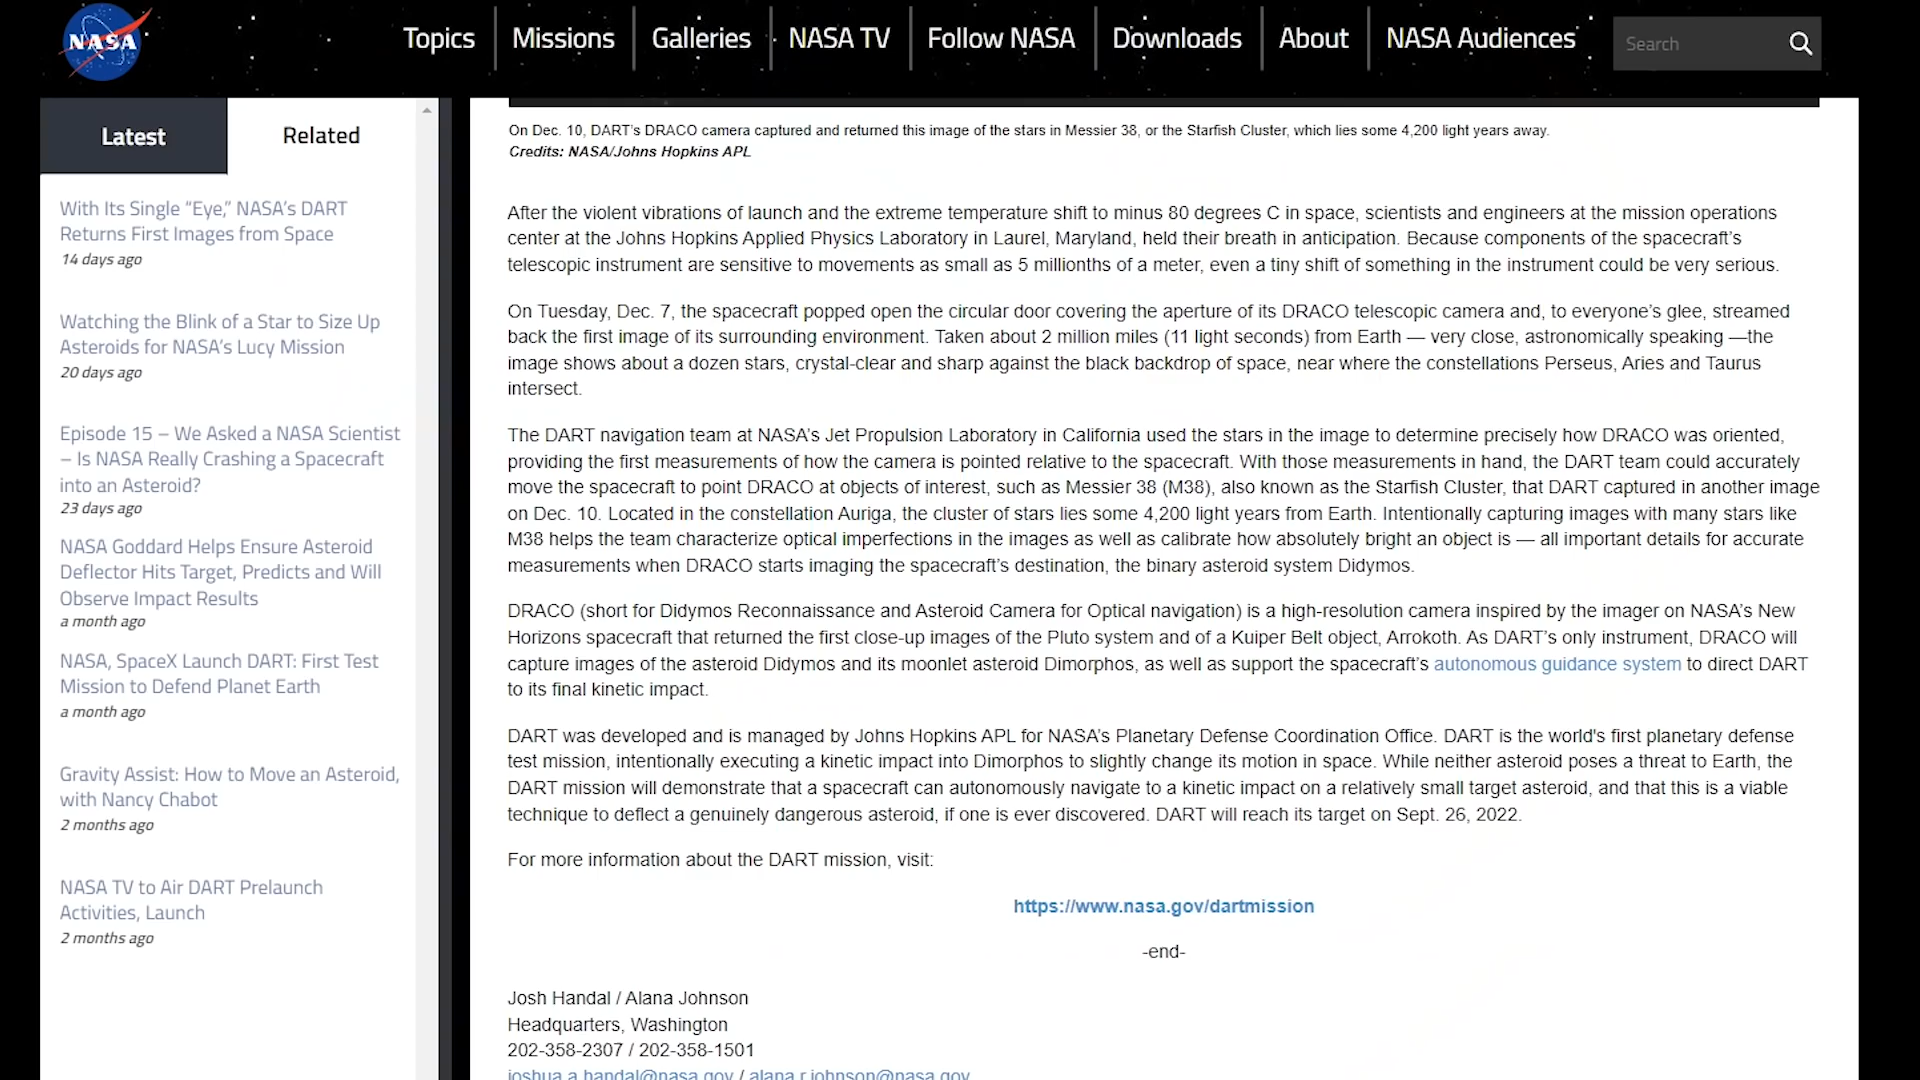 NASA
Topics
Missions
Galleries
NASA TV
Follow NASA
Downloads
About
NASA Audiences
Search
Latest
Related
With Its Single “Eye,” NASA’s DART
Returns First Images from Space
14 days ago
Watching the Blink of a Star to Size Up
Asteroids for NASA’s Lucy Mission
20 days ago
Episode 15 – We Asked a NASA Scientist
– Is NASA Really Crashing a Spacecraft
into an Asteroid?
23 days ago
NASA Goddard Helps Ensure Asteroid
Deflector Hits Target, Predicts and Will
Observe Impact Results
a month ago
NASA, SpaceX Launch DART: First Test
Mission to Defend Planet Earth
a month ago
Gravity Assist: How to Move an Asteroid,
with Nancy Chabot
2 months ago
NASA TV to Air DART Prelaunch
Activities, Launch
2 months ago
On Dec. 10, DART’s DRACO camera captured and returned this image of the stars in Messier 38, or the Starfish Cluster, which lies some 4,200 light years away.
Credits: NASA/Johns Hopkins APL
After the violent vibrations of launch and the extreme temperature shift to minus 80 degrees C in space, scientists and engineers at the mission operations
center at the Johns Hopkins Applied Physics Laboratory in Laurel, Maryland, held their breath in anticipation. Because components of the spacecraft’s
telescopic instrument are sensitive to movements as small as 5 millionths of a meter, even a tiny shift of something in the instrument could be very serious.
On Tuesday, Dec. 7, the spacecraft popped open the circular door covering the aperture of its DRACO telescopic camera and, to everyone’s glee, streamed
back the first image of its surrounding environment. Taken about 2 million miles (11 light seconds) from Earth — very close, astronomically speaking —the
image shows about a dozen stars, crystal-clear and sharp against the black backdrop of space, near where the constellations Perseus, Aries and Taurus
intersect.
The DART navigation team at NASA’s Jet Propulsion Laboratory in California used the stars in the image to determine precisely how DRACO was oriented,
providing the first measurements of how the camera is pointed relative to the spacecraft. With those measurements in hand, the DART team could accurately
move the spacecraft to point DRACO at objects of interest, such as Messier 38 (M38), also known as the Starfish Cluster, that DART captured in another image
on Dec. 10. Located in the constellation Auriga, the cluster of stars lies some 4,200 light years from Earth. Intentionally capturing images with many stars like
M38 helps the team characterize optical imperfections in the images as well as calibrate how absolutely bright an object is — all important details for accurate
measurements when DRACO starts imaging the spacecraft’s destination, the binary asteroid system Didymos.
DRACO (short for Didymos Reconnaissance and Asteroid Camera for Optical navigation) is a high-resolution camera inspired by the imager on NASA’s New
Horizons spacecraft that returned the first close-up images of the Pluto system and of a Kuiper Belt object, Arrokoth. As DART’s only instrument, DRACO will
capture images of the asteroid Didymos and its moonlet asteroid Dimorphos, as well as support the spacecraft’s autonomous guidance system to direct DART
to its final kinetic impact.
DART was developed and is managed by Johns Hopkins APL for NASA’s Planetary Defense Coordination Office. DART is the world's first planetary defense
test mission, intentionally executing a kinetic impact into Dimorphos to slightly change its motion in space. While neither asteroid poses a threat to Earth, the
DART mission will demonstrate that a spacecraft can autonomously navigate to a kinetic impact on a relatively small target asteroid, and that this is a viable
technique to deflect a genuinely dangerous asteroid, if one is ever discovered. DART will reach its target on Sept. 26, 2022.
For more information about the DART mission, visit:
https://www.nasa.gov/dartmission
-end-
Josh Handal / Alana Johnson
Headquarters, Washington
202-358-2307 / 202-358-1501
joshua.a.handal@nasa.gov / alana.r.johnson@nasa.gov